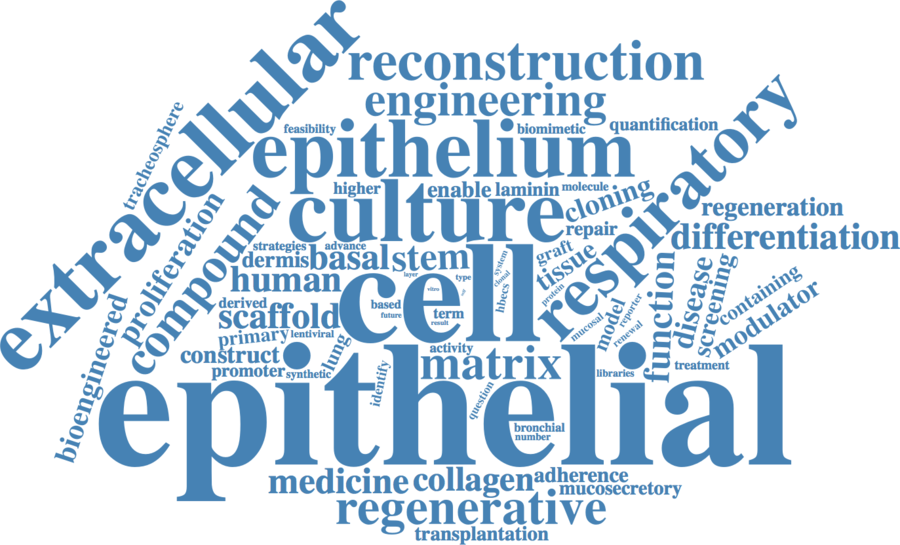 extracellular
reconstruction
engineering
tracheosphere
feasibility
biomimetic
quantification
epithelium
respiratory
higher
enable
laminin
molecule
culture
cloning
regeneration
repair
differentiation
compound
proliferation
strategies
advance
dermis
basal
stem
graft
tissue
system
clonal
layer
type
human
cell
vitro
hbecs
protein
function
disease
screening
containing
modulator
derived
scaffold
based
future
term
result
mucosal
model
reporter
renewal
primary
lentiviral
lung
bioengineered
construct
activity
matrix
promoter
synthetic
identify
libraries
treatment
epithelial
question
bronchial
number
medicine
collagen
adherence
mucosecretory
regenerative
transplantation